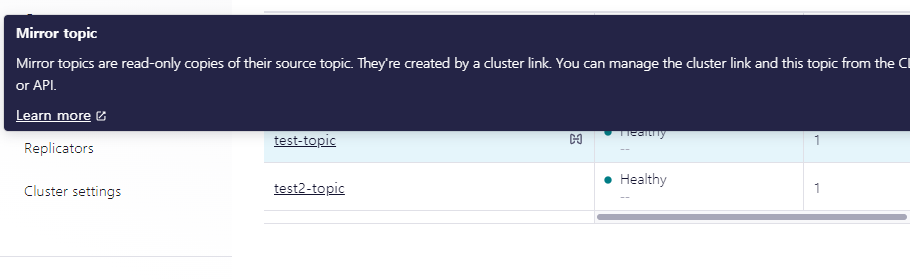 Mirror topic
Mirror topics are read-only copies of their source topic. They're created by a cluster link. You can manage the cluster link and this topic from the
or API.
Learn more
Replicators
Cluster settings
test-topic
Healthy
--
1
test2-topic
Healthy
--
1